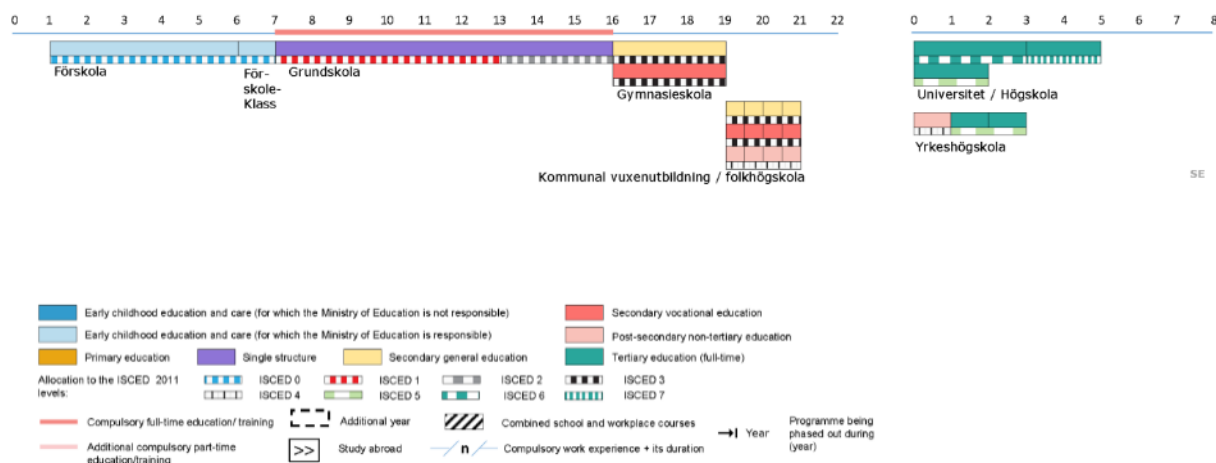 0 1 2 3 4 5 6 7 8 9 10 11 12 13 14 15 16 17 18 19 20 21 22
0 1 2 3 4 5 7 8
Förskola
För-
skole-
Klass
Grundskola
Gymnasieskola
Kommunal vuxenutbildning / folkhögskola
Universitet / Högskola
Yrkeshögskola
SE
Early childhood education and care (for which the Ministry of Education is not responsible)
Secondary vocational education
Early childhood education and care (for which the Ministry of Education is responsible)
Post-secondary non-tertiary education
Primary education
Single structure
Secondary general education
Tertiary education (full-time)
Allocation to the ISCED 2011
levels:
ISCED 0
ISCED 1
ISCED 2
ISCED 3
ISCED 4
ISCED 5
ISCED 6
ISCED 7
Compulsory full-time education/ training
Additional year
Combined school and workplace courses
Year
Programme being
phased out during
(year)
Additional compulsory part-time
education/training
>>
Study abroad
n
Compulsory work experience + its duration